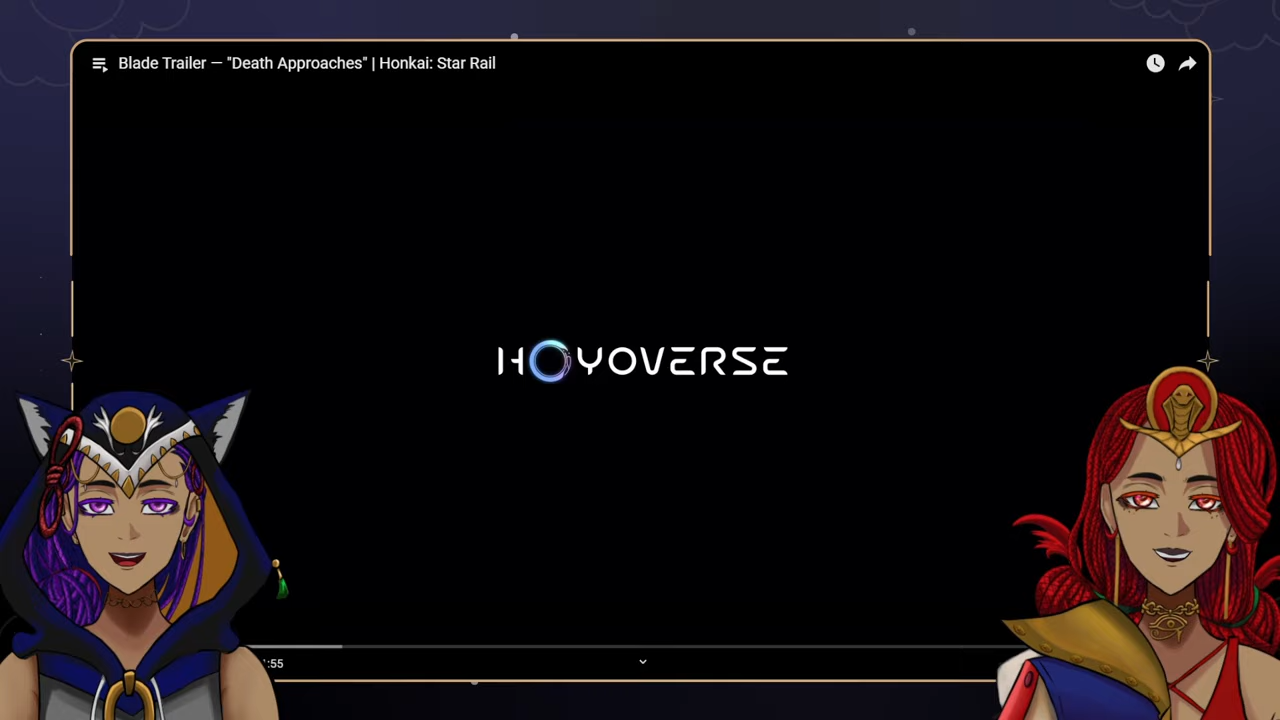 Blade Trailer — "Death Approaches" | Honkai: Star Rail
HOYOVERSE
:55